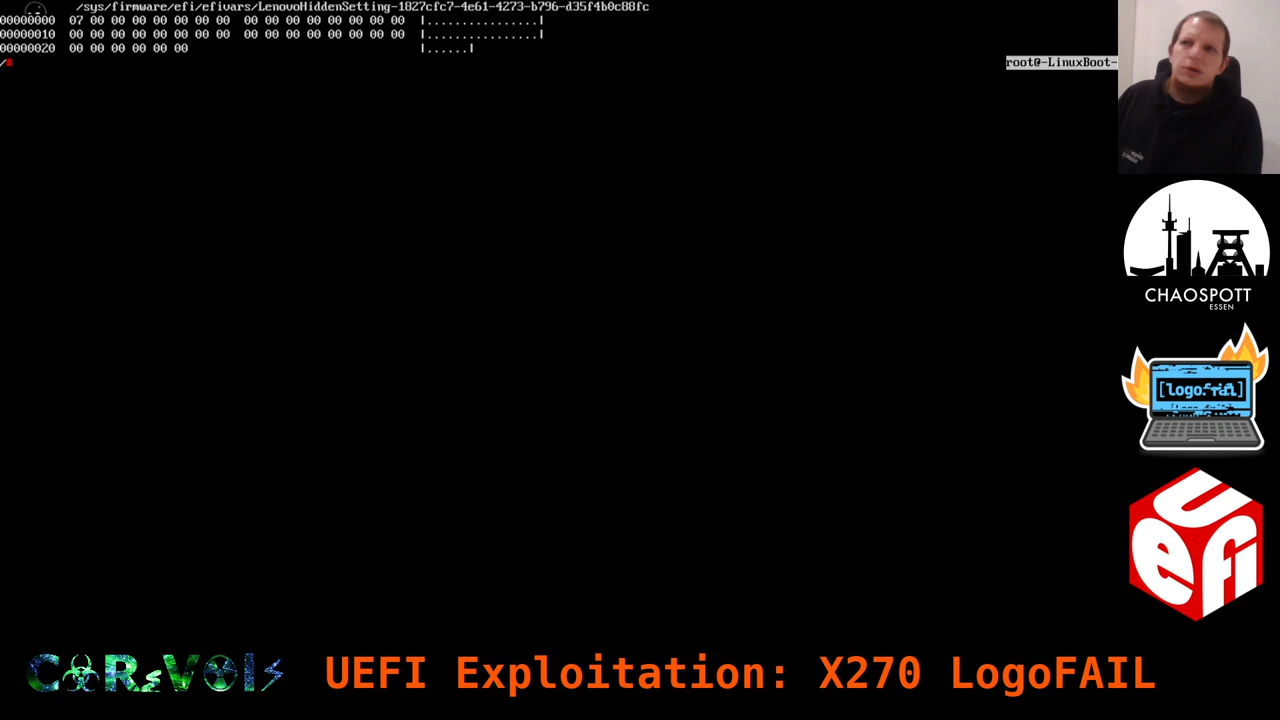 /sys/firmware/efi/efivars/LenovoHiddenSetting-1827cfc7-4e61-4273-b796-d35f4b0c88fc
00000000  07 00 00 00 00 00 00 00  00 00 00 00 00 00 00 00  |................|
00000010  00 00 00 00 00 00 00 00  00 00 00 00 00 00 00 00  |................|
00000020  00 00 00 00 00 00  |......|
/
root@-LinuxBoot-
CHAOSPOTT
ESSEN
[logofail]
UEFI
UEFI Exploitation: X270 LogoFAIL